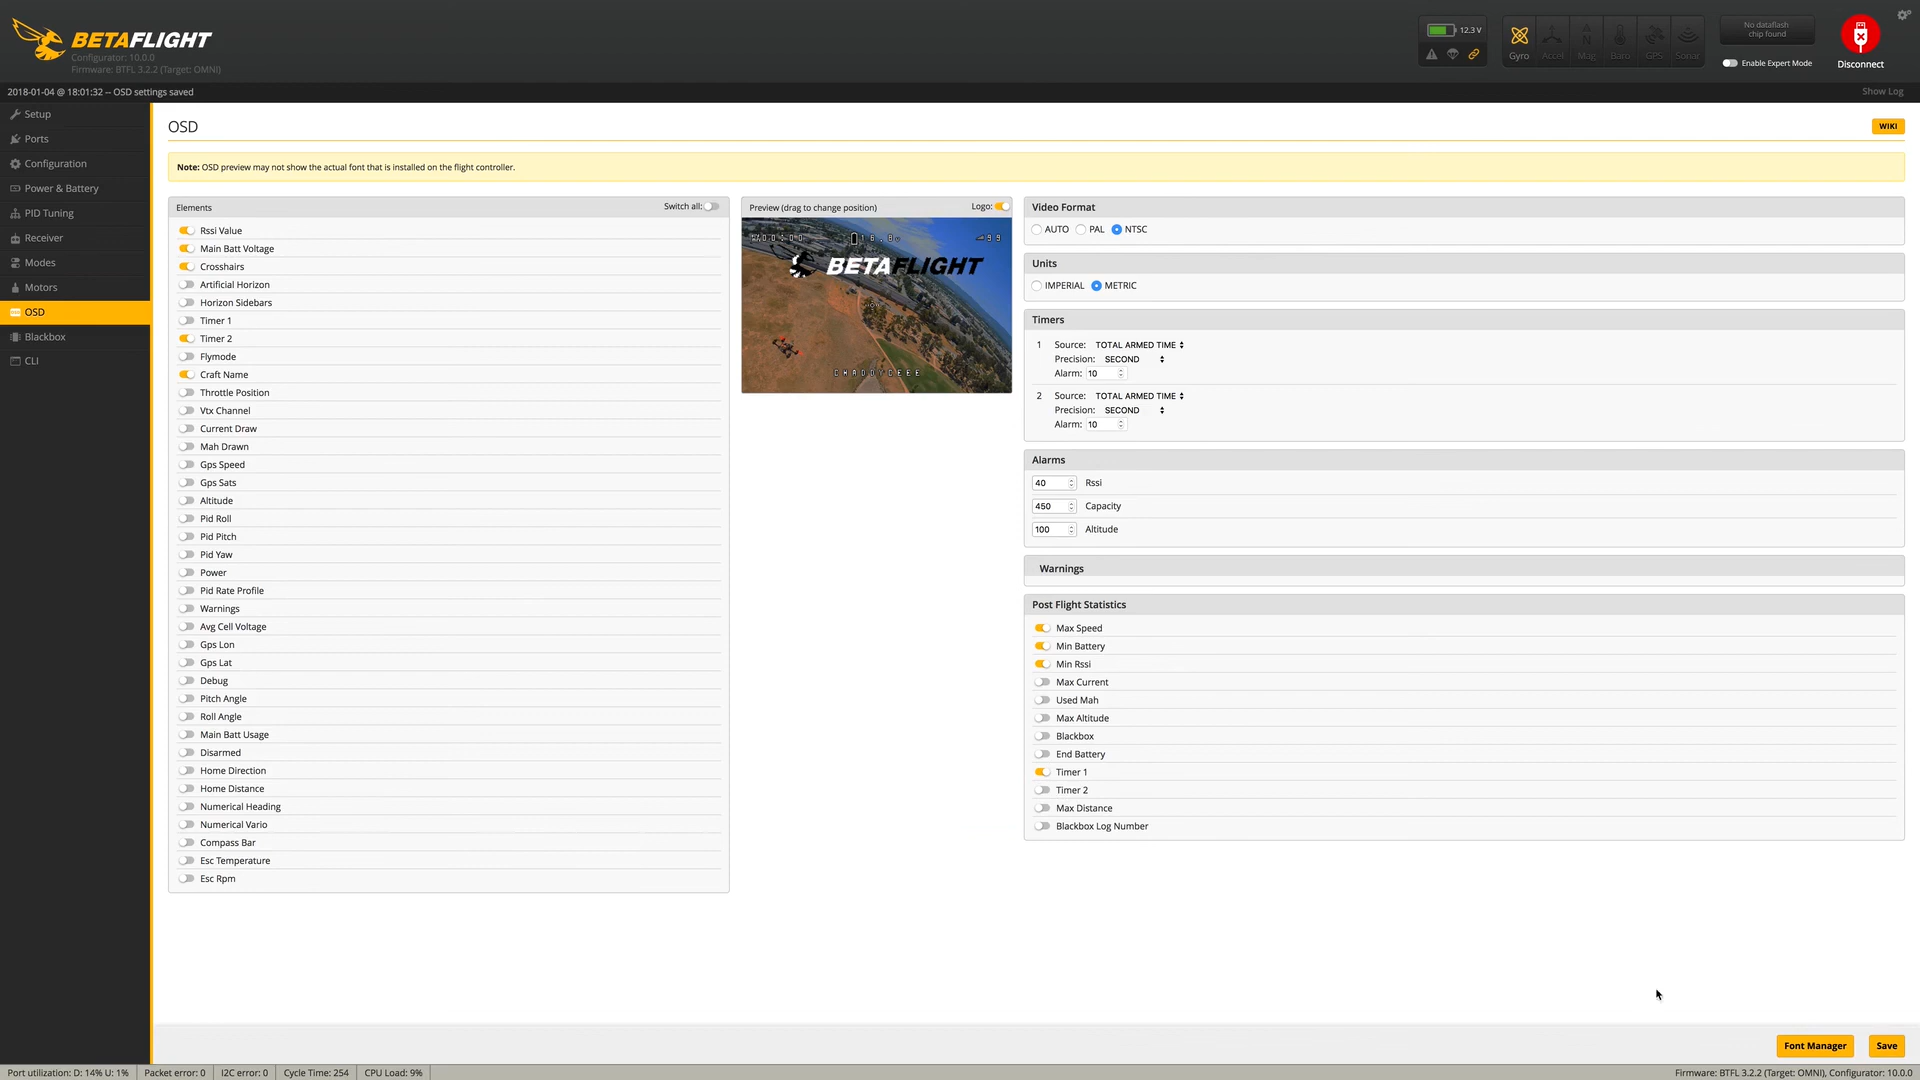 BETAFLIGHT
Configurator: 10.0.0
Firmware: BTFL 3.2.2 (Target: OMNI)
12.3 V
Gyro Accel Mag Baro GPS Sonar
No dataflash
chip found
Enable Expert Mode
Disconnect
2018-01-04 @ 18:01:32 -- OSD settings saved
Show Log
Setup
Ports
Configuration
Power & Battery
PID Tuning
Receiver
Modes
Motors
OSD
Blackbox
CLI
OSD
WIKI
Note: OSD preview may not show the actual font that is installed on the flight controller.
Elements
Switch all:
Rssi Value
Main Batt Voltage
Crosshairs
Artificial Horizon
Horizon Sidebars
Timer 1
Timer 2
Flymode
Craft Name
Throttle Position
Vtx Channel
Current Draw
Mah Drawn
Gps Speed
Gps Sats
Altitude
Pid Roll
Pid Pitch
Pid Yaw
Power
Pid Rate Profile
Warnings
Avg Cell Voltage
Gps Lon
Gps Lat
Debug
Pitch Angle
Roll Angle
Main Batt Usage
Disarmed
Home Direction
Home Distance
Numerical Heading
Numerical Vario
Compass Bar
Esc Temperature
Esc Rpm
Preview (drag to change position)
Logo:
16.8V
99
BETAFLIGHT
CHADDYCEEE
Video Format
AUTO PAL NTSC
Units
IMPERIAL METRIC
Timers
1 Source: TOTAL ARMED TIME
Precision: SECOND
Alarm: 10
2 Source: TOTAL ARMED TIME
Precision: SECOND
Alarm: 10
Alarms
40 Rssi
450 Capacity
100 Altitude
Warnings
Post Flight Statistics
Max Speed
Min Battery
Min Rssi
Max Current
Used Mah
Max Altitude
Blackbox
End Battery
Timer 1
Timer 2
Max Distance
Blackbox Log Number
Font Manager
Save
Port utilization: D: 14% U: 1% Packet error: 0 I2C error: 0 Cycle Time: 254 CPU Load: 9%
Firmware: BTFL 3.2.2 (Target: OMNI), Configurator: 10.0.0